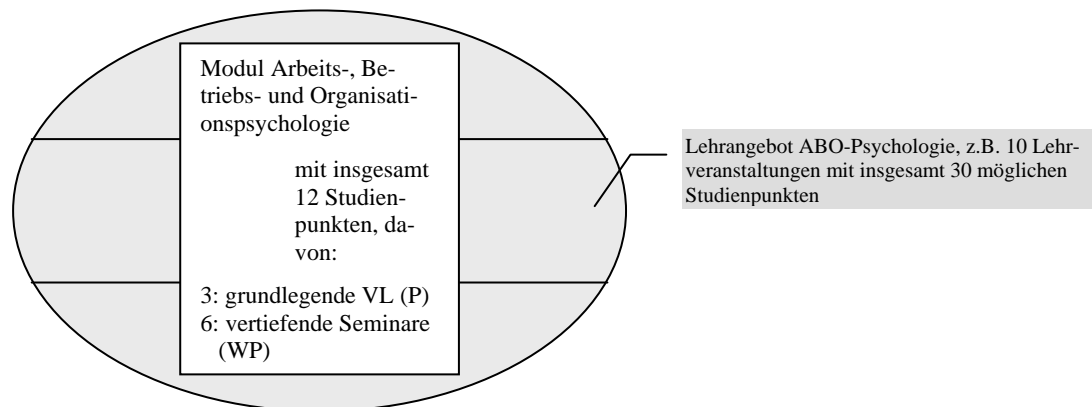 Modul Arbeits-, Be-
triebs- und Organisati-
onspsychologie
mit insgesamt
12 Studien-
punkten, da-
von:
3: grundlegende VL (P)
6: vertiefende Seminare
(WP)
Lehrangebot ABO-Psychologie, z.B. 10 Lehr-
veranstaltungen mit insgesamt 30 möglichen
Studienpunkten